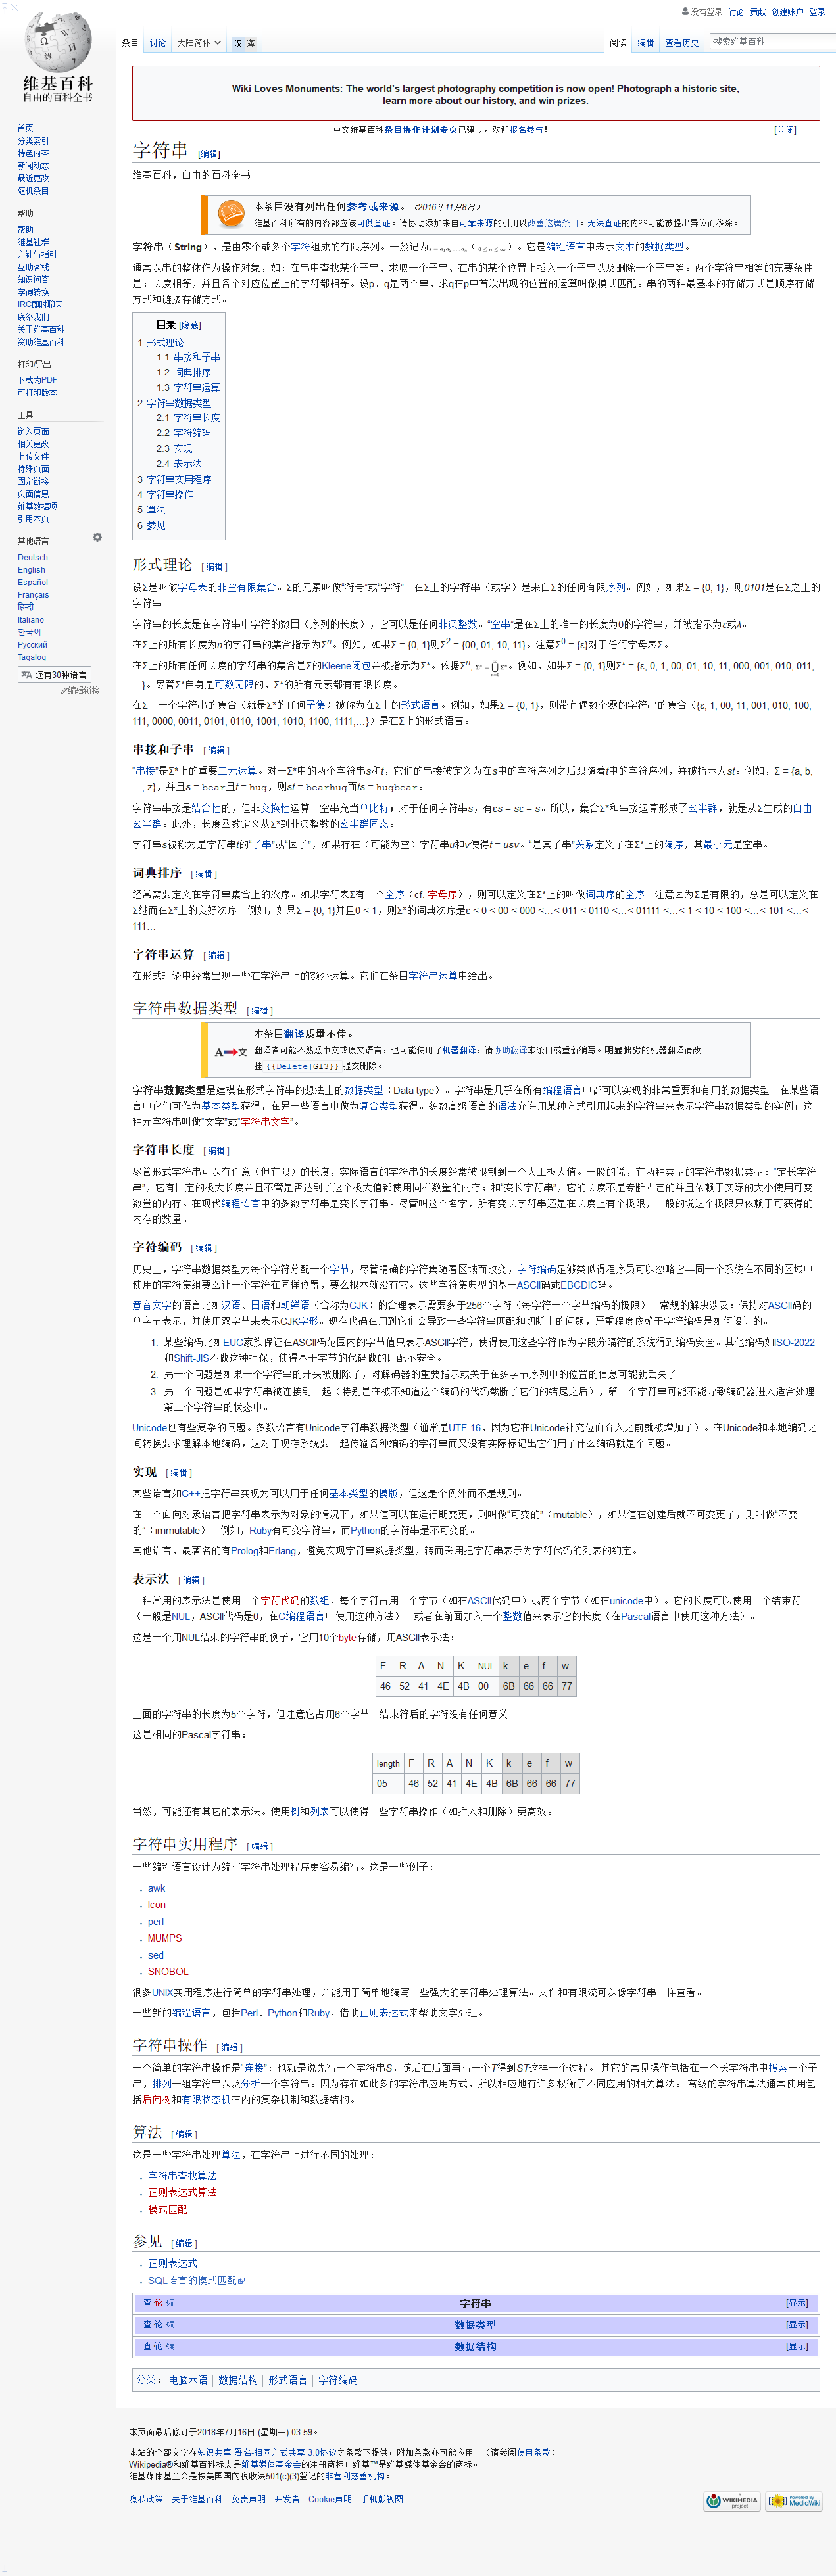 没有登录 讨论 贡献 创建账户 登录
维基百科
自由的百科全书
条目 讨论 大陆简体 汉 漢 阅读 编辑 查看历史 搜索维基百科
首页
分类索引
特色内容
新闻动态
最近更改
随机条目
帮助
帮助
维基社群
方针与指引
互助客栈
知识问答
字词转换
IRC即时聊天
联络我们
关于维基百科
资助维基百科
打印/导出
下载为PDF
可打印版本
工具
链入页面
相关更改
上传文件
特殊页面
固定链接
页面信息
维基数据项
引用本页
其他语言
Deutsch
English
Español
Français
हिन्दी
Italiano
한국어
Русский
Tagalog
还有30种语言
编辑链接
Wiki Loves Monuments: The world's largest photography competition is now open! Photograph a historic site,
learn more about our history, and win prizes.
中文维基百科条目协作计划专页已建立，欢迎报名参与！ [关闭]
字符串 [编辑]
维基百科，自由的百科全书
本条目没有列出任何参考或来源。 (2016年11月8日)
维基百科所有的内容都应该可供查证。请协助添加来自可靠来源的引用以改善这篇条目。无法查证的内容可能被提出异议而移除。
字符串（String），是由零个或多个字符组成的有限序列。一般记为s = a₁a₂…aₙ（ 0 ≤ n ≤ ∞）。它是编程语言中表示文本的数据类型。
通常以串的整体作为操作对象，如：在串中查找某个子串、求取一个子串、在串的某个位置上插入一个子串以及删除一个子串等。两个字符串相等的充要条件
是：长度相等，并且各个对应位置上的字符都相等。设p、q是两个串，求q在p中首次出现的位置的运算叫做模式匹配。串的两种最基本的存储方式是顺序存储
方式和链接存储方式。
目录 [隐藏]
1 形式理论
1.1 串接和子串
1.2 词典排序
1.3 字符串运算
2 字符串数据类型
2.1 字符串长度
2.2 字符编码
2.3 实现
2.4 表示法
3 字符串实用程序
4 字符串操作
5 算法
6 参见
形式理论 [编辑]
设Σ是叫做字母表的非空有限集合。Σ的元素叫做“符号”或“字符”。在Σ上的字符串（或字）是来自Σ的任何有限序列。例如，如果Σ = {0, 1}，则0101是在Σ之上的
字符串。
字符串的长度是在字符串中字符的数目（序列的长度），它可以是任何非负整数。“空串”是在Σ上的唯一的长度为0的字符串，并被指示为ε或λ。
在Σ上的所有长度为n的字符串的集合指示为Σⁿ。例如，如果Σ = {0, 1}则Σ² = {00, 01, 10, 11}。注意Σ⁰ = {ε}对于任何字母表Σ。
在Σ上的所有任何长度的字符串的集合是Σ的Kleene闭包并被指示为Σ*。依据Σⁿ, Σ* = ⋃ Σⁿ。例如，如果Σ = {0, 1}则Σ* = {ε, 0, 1, 00, 01, 10, 11, 000, 001, 010, 011,
…}。尽管Σ*自身是可数无限的，Σ*的所有元素都有有限长度。
在Σ上一个字符串的集合（就是Σ*的任何子集）被称为在Σ上的形式语言。例如，如果Σ = {0, 1}，则带有偶数个零的字符串的集合（{ε, 1, 00, 11, 001, 010, 100,
111, 0000, 0011, 0101, 0110, 1001, 1010, 1100, 1111,…}）是在Σ上的形式语言。
串接和子串 [编辑]
“串接”是Σ*上的重要二元运算。对于Σ*中的两个字符串s和t，它们的串接被定义为在s中的字符序列之后跟随着t中的字符序列，并被指示为st。例如，Σ = {a, b,
…, z}，并且s = bear且t = hug，则st = bearhug而ts = hugbear。
字符串串接是结合性的，但非交换性运算。空串充当单比特；对于任何字符串s，有εs = sε = s。所以，集合Σ*和串接运算形成了幺半群，就是从Σ生成的自由
幺半群。此外，长度函数定义从Σ*到非负整数的幺半群同态。
字符串s被称为是字符串t的“子串”或“因子”，如果存在（可能为空）字符串u和v使得t = usv。“是其子串”关系定义了在Σ*上的偏序，其最小元是空串。
词典排序 [编辑]
经常需要定义在字符串集合上的次序。如果字符表Σ有一个全序（cf. 字母序），则可以定义在Σ*上的叫做词典序的全序。注意因为Σ是有限的，总是可以定义在
Σ继而在Σ*上的良好次序。例如，如果Σ = {0, 1}并且0 < 1，则Σ*的词典次序是ε < 0 < 00 < 000 <…< 011 < 0110 <…< 01111 <…< 1 < 10 < 100 <…< 101 <…<
111…
字符串运算 [编辑]
在形式理论中经常出现一些在字符串上的额外运算。它们在条目字符串运算中给出。
字符串数据类型 [编辑]
A文 本条目翻译质量不佳。
翻译者可能不熟悉中文或原文语言，也可能使用了机器翻译，请协助翻译本条目或重新编写。明显拙劣的机器翻译请改
挂 {{Delete|G13}} 提交删除。
字符串数据类型是建模在形式字符串的想法上的数据类型（Data type）。字符串是几乎在所有编程语言中都可以实现的非常重要和有用的数据类型。在某些语
言中它们可作为基本类型获得，在另一些语言中做为复合类型获得。多数高级语言的语法允许用某种方式引用起来的字符串来表示字符串数据类型的实例；这
种元字符串叫做“文字”或“字符串文字”。
字符串长度 [编辑]
尽管形式字符串可以有任意（但有限）的长度，实际语言的字符串的长度经常被限制到一个人工极大值。一般的说，有两种类型的字符串数据类型：“定长字符
串”，它有固定的极大长度并且不管是否达到了这个极大值都使用同样数量的内存；和“变长字符串”，它的长度不是专断固定的并且依赖于实际的大小使用可变
数量的内存。在现代编程语言中的多数字符串是变长字符串。尽管叫这个名字，所有变长字符串还是在长度上有个极限，一般的说这个极限只依赖于可获得的
内存的数量。
字符编码 [编辑]
历史上，字符串数据类型为每个字符分配一个字节，尽管精确的字符集随着区域而改变，字符编码足够类似得程序员可以忽略它—同一个系统在不同的区域中
使用的字符集组要么让一个字符在同样位置，要么根本就没有它。这些字符集典型的基于ASCII码或EBCDIC码。
意音文字的语言比如汉语、日语和朝鲜语（合称为CJK）的合理表示需要多于256个字符（每字符一个字节编码的极限）。常规的解决涉及：保持对ASCII码的
单字节表示，并使用双字节来表示CJK字形。现存代码在用到它们会导致一些字符串匹配和切断上的问题，严重程度依赖于字符编码是如何设计的。
1. 某些编码比如EUC家族保证在ASCII码范围内的字节值只表示ASCII字符，使得使用这些字符作为字段分隔符的系统得到编码安全。其他编码如ISO-2022
和Shift-JIS不做这种担保，使得基于字节的代码做的匹配不安全。
2. 另一个问题是如果一个字符串的开头被删除了，对解码器的重要指示或关于在多字节序列中的位置的信息可能就丢失了。
3. 另一个问题是如果字符串被连接到一起（特别是在被不知道这个编码的代码截断了它们的结尾之后），第一个字符串可能不能导致编码器进入适合处理
第二个字符串的状态中。
Unicode也有些复杂的问题。多数语言有Unicode字符串数据类型（通常是UTF-16，因为它在Unicode补充位面介入之前就被增加了）。在Unicode和本地编码之
间转换要求理解本地编码，这对于现存系统要一起传输各种编码的字符串而又没有实际标记出它们用了什么编码就是个问题。
实现 [编辑]
某些语言如C++把字符串实现为可以用于任何基本类型的模版，但这是个例外而不是规则。
在一个面向对象语言把字符串表示为对象的情况下，如果值可以在运行期变更，则叫做“可变的”（mutable），如果值在创建后就不可变更了，则叫做“不变
的”（immutable）。例如，Ruby有可变字符串，而Python的字符串是不可变的。
其他语言，最著名的有Prolog和Erlang，避免实现字符串数据类型，转而采用把字符串表示为字符代码的列表的约定。
表示法 [编辑]
一种常用的表示法是使用一个字符代码的数组，每个字符占用一个字节（如在ASCII代码中）或两个字节（如在unicode中）。它的长度可以使用一个结束符
（一般是NUL，ASCII代码是0，在C编程语言中使用这种方法）。或者在前面加入一个整数值来表示它的长度（在Pascal语言中使用这种方法）。
这是一个用NUL结束的字符串的例子，它用10个byte存储，用ASCII表示法：
F R A N K NUL k e f w
46 52 41 4E 4B 00 6B 66 66 77
上面的字符串的长度为5个字符，但注意它占用6个字节。结束符后的字符没有任何意义。
这是相同的Pascal字符串：
length F R A N K k e f w
05 46 52 41 4E 4B 6B 66 66 77
当然，可能还有其它的表示法。使用树和列表可以使得一些字符串操作（如插入和删除）更高效。
字符串实用程序 [编辑]
一些编程语言设计为编写字符串处理程序更容易编写。这是一些例子：
awk
Icon
perl
MUMPS
sed
SNOBOL
很多UNIX实用程序进行简单的字符串处理，并能用于简单地编写一些强大的字符串处理算法。文件和有限流可以像字符串一样查看。
一些新的编程语言，包括Perl、Python和Ruby，借助正则表达式来帮助文字处理。
字符串操作 [编辑]
一个简单的字符串操作是“连接”：也就是说先写一个字符串S，随后在后面再写一个T得到ST这样一个过程。 其它的常见操作包括在一个长字符串中搜索一个子
串，排列一组字符串以及分析一个字符串。因为存在如此多的字符串应用方式，所以相应地有许多权衡了不同应用的相关算法。 高级的字符串算法通常使用包
括后向树和有限状态机在内的复杂机制和数据结构。
算法 [编辑]
这是一些字符串处理算法，在字符串上进行不同的处理：
字符串查找算法
正则表达式算法
模式匹配
参见 [编辑]
正则表达式
SQL语言的模式匹配
查·论·编 字符串 [显示]
查·论·编 数据类型 [显示]
查·论·编 数据结构 [显示]
分类： 电脑术语 | 数据结构 | 形式语言 | 字符编码
本页面最后修订于2018年7月16日 (星期一) 03:59。
本站的全部文字在知识共享 署名-相同方式共享 3.0协议之条款下提供，附加条款亦可能应用。（请参阅使用条款）
Wikipedia®和维基百科标志是维基媒体基金会的注册商标；维基™是维基媒体基金会的商标。
维基媒体基金会是按美国国內税收法501(c)(3)登记的非营利慈善机构。
隐私政策 关于维基百科 免责声明 开发者 Cookie声明 手机版视图
WIKIMEDIA project Powered By MediaWiki